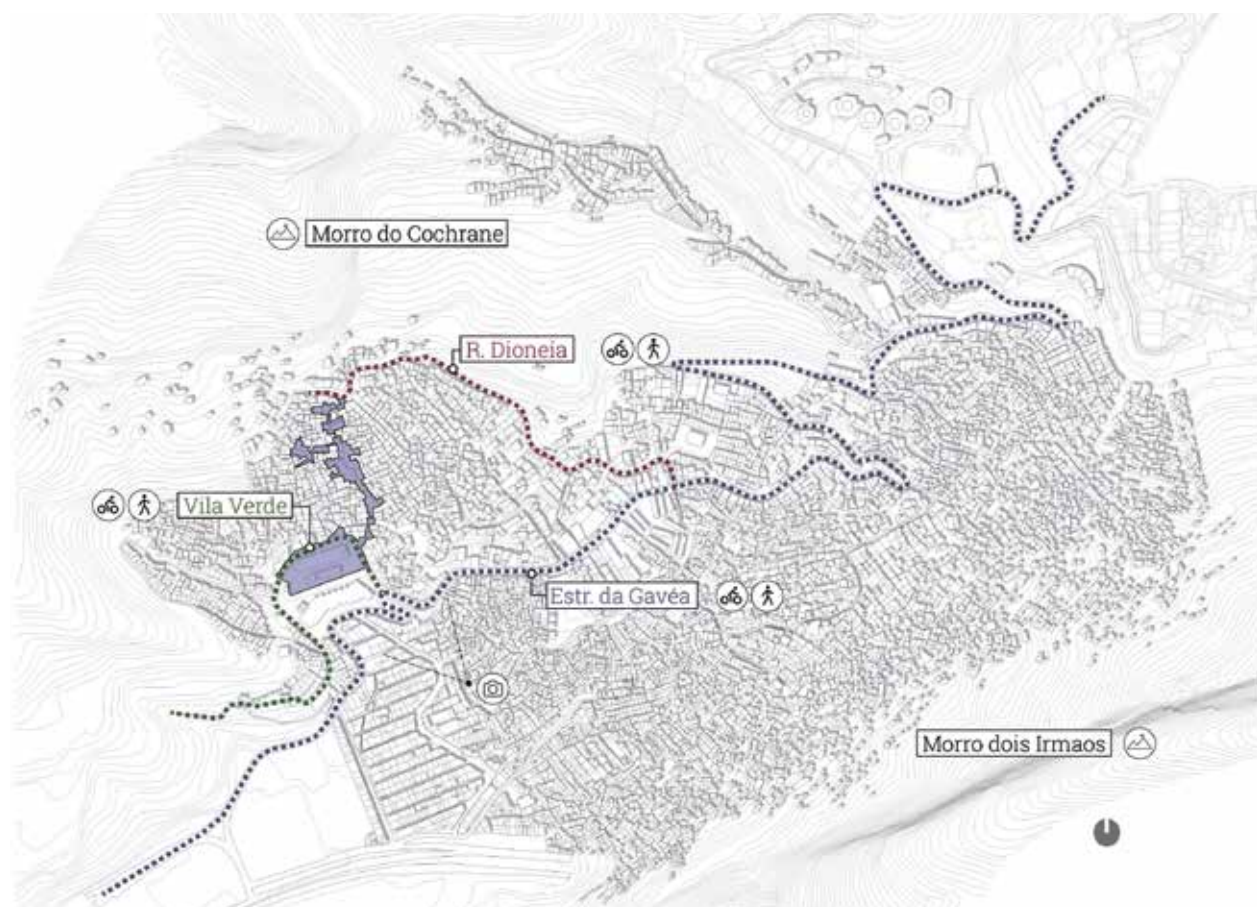 Morro do Cochrane
R. Dioneia
Vila Verde
Estr. da Gavéa
Morro dois Irmaos